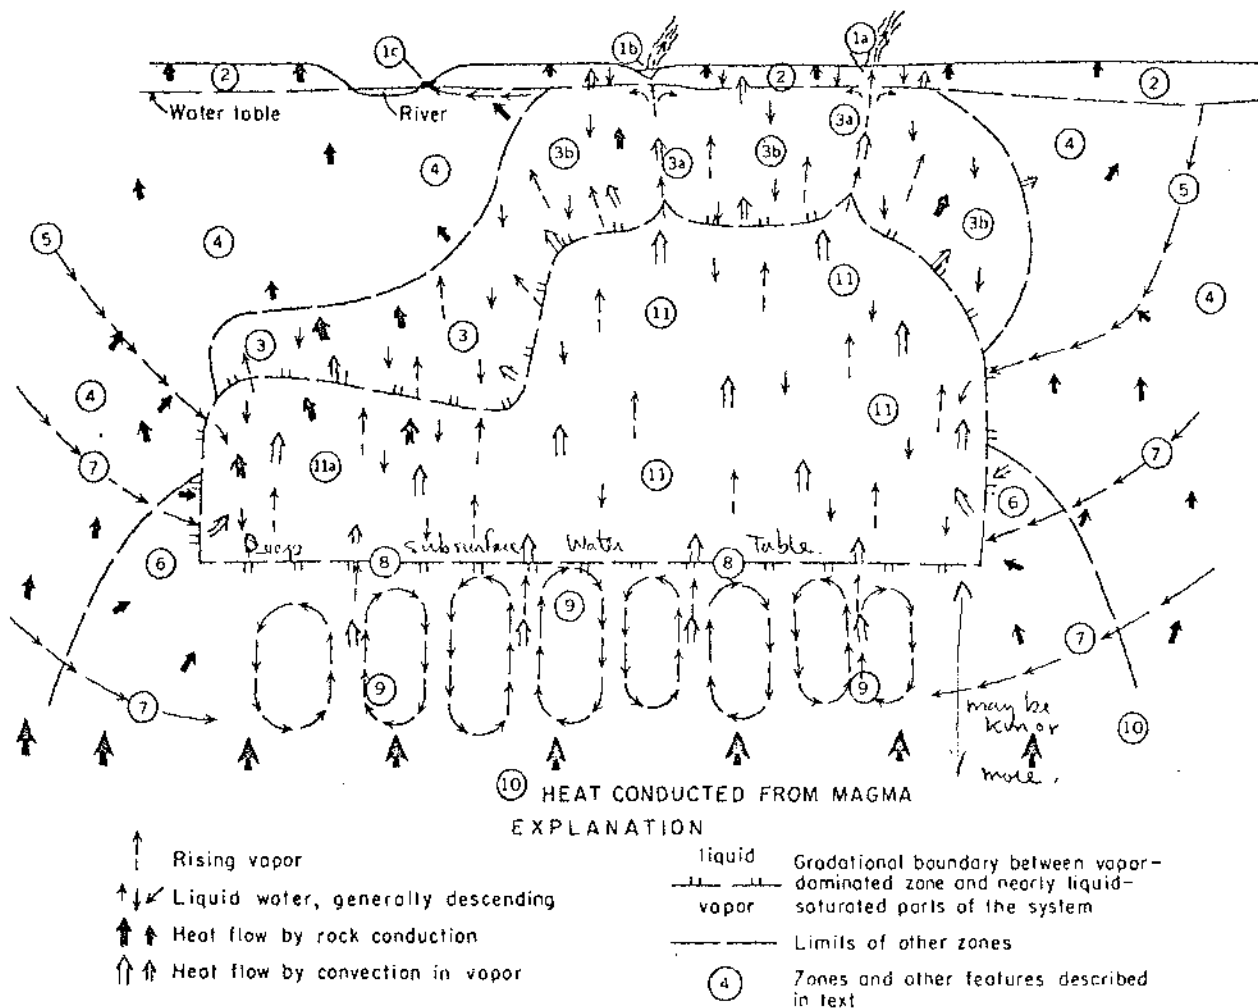 1c
1b
1a
2
2
2
Water table
River
3a
3b
3a
3b
4
4
4
5
5
3b
4
11
11
3
3
4
11
11a
11
7
7
6
6
Deep Subsurface Water Table.
8
8
9
9
9
7
7
may be
Km or
more.
10
10 HEAT CONDUCTED FROM MAGMA
EXPLANATION
Rising vapor
Liquid water, generally descending
Heat flow by rock conduction
Heat flow by convection in vapor
liquid
vapor
Gradational boundary between vapor-
dominated zone and nearly liquid-
saturated parts of the system
Limits of other zones
4
Zones and other features described
in text